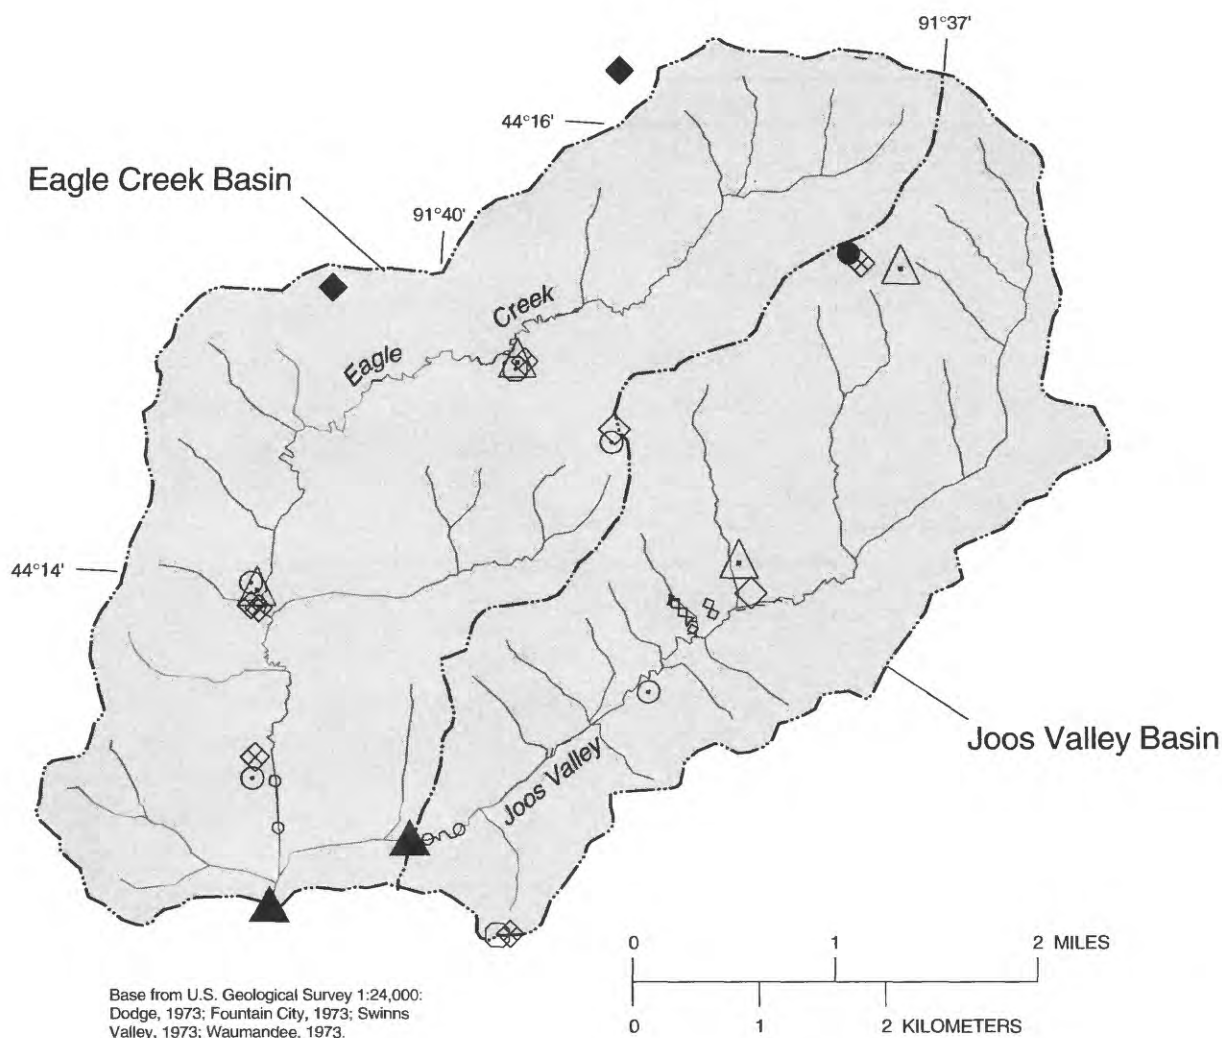 91°37'
44°16'
Eagle Creek Basin
91°40'
Eagle Creek
44°14'
Joos Valley Basin
Joos Valley
0 1 2 MILES
0 1 2 KILOMETERS
Base from U.S. Geological Survey 1:24,000:
Dodge, 1973; Fountain City, 1973; Swinns
Valley, 1973; Waumandee, 1973.